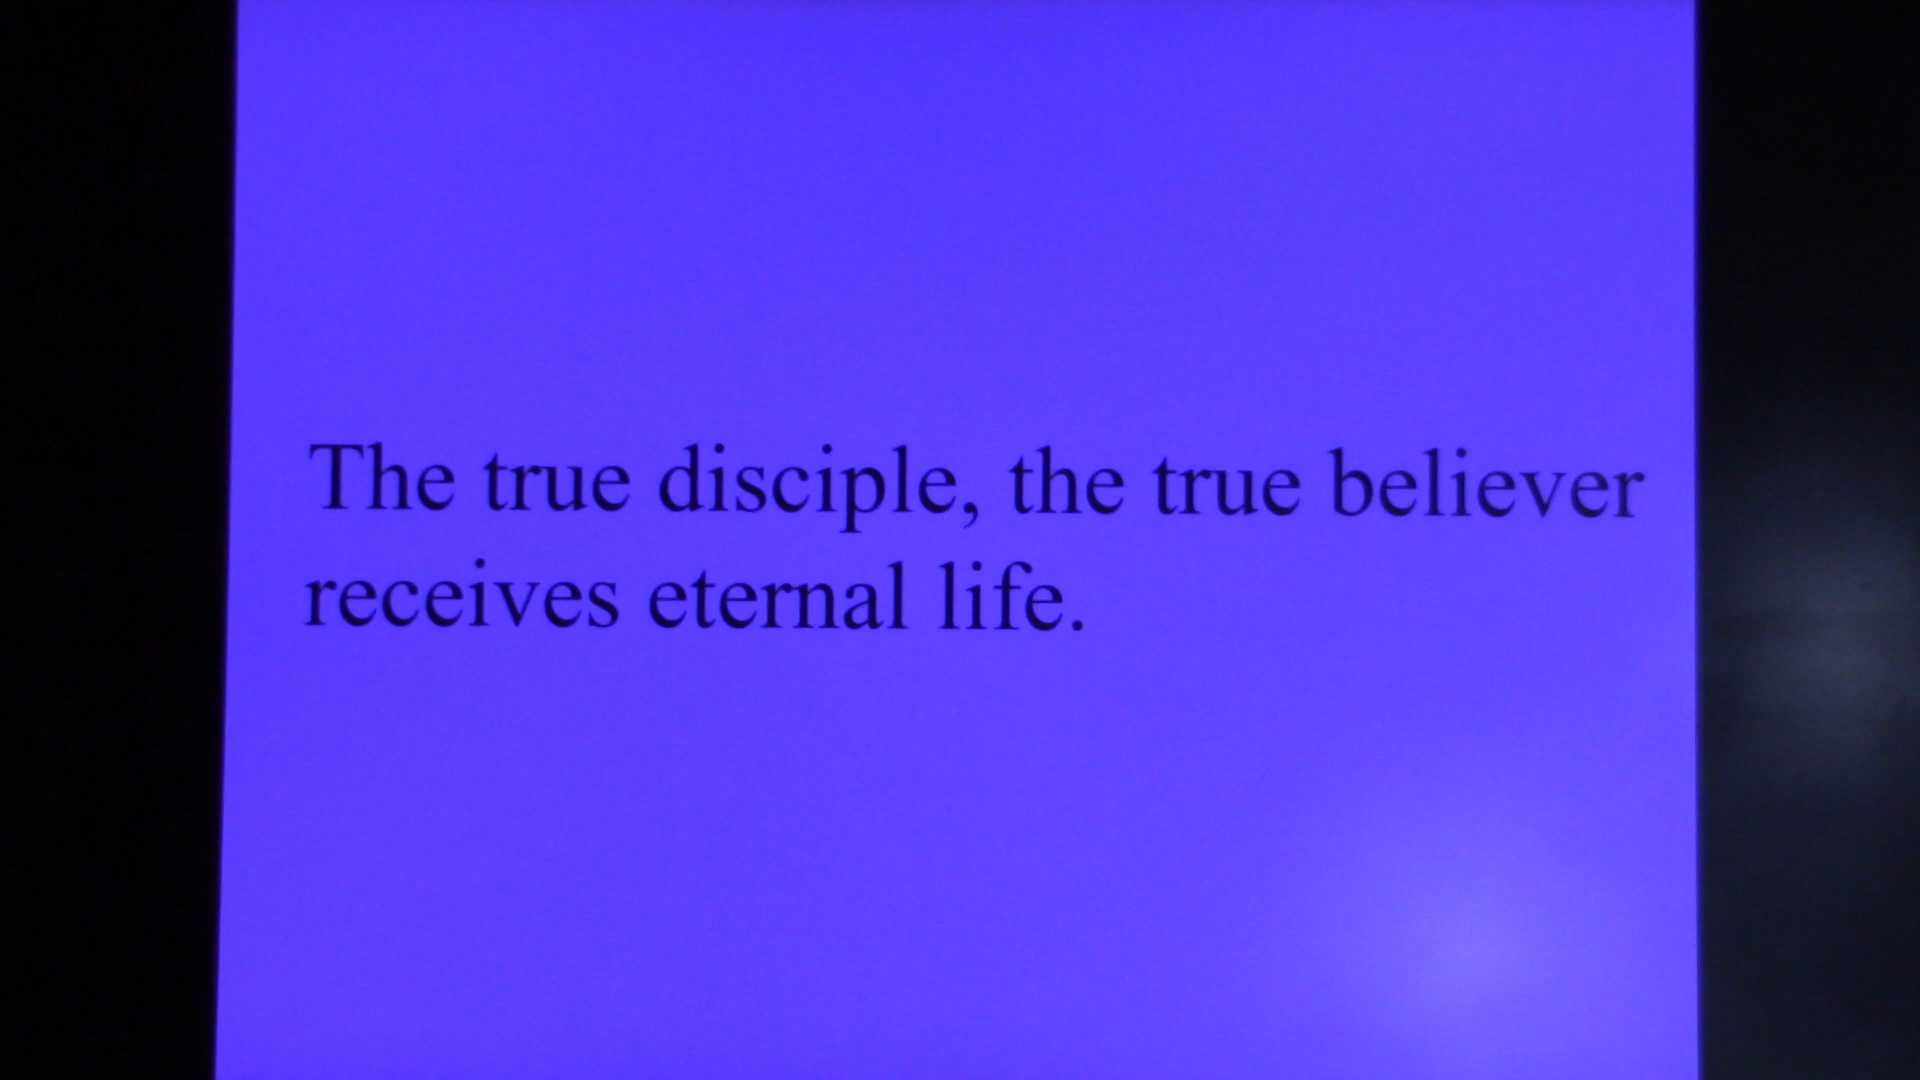 The true disciple, the true believer
receives eternal life.